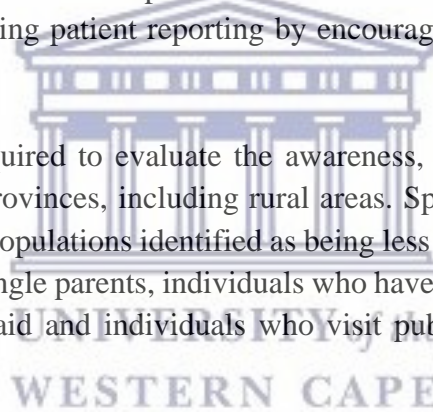 ing patient reporting by encourag
uired to evaluate the awareness,
rovinces, including rural areas. Sp
opulations identified as being less
ngle parents, individuals who have
aid and individuals who visit pub
UNIVERSITY of the
WESTERN CAPE